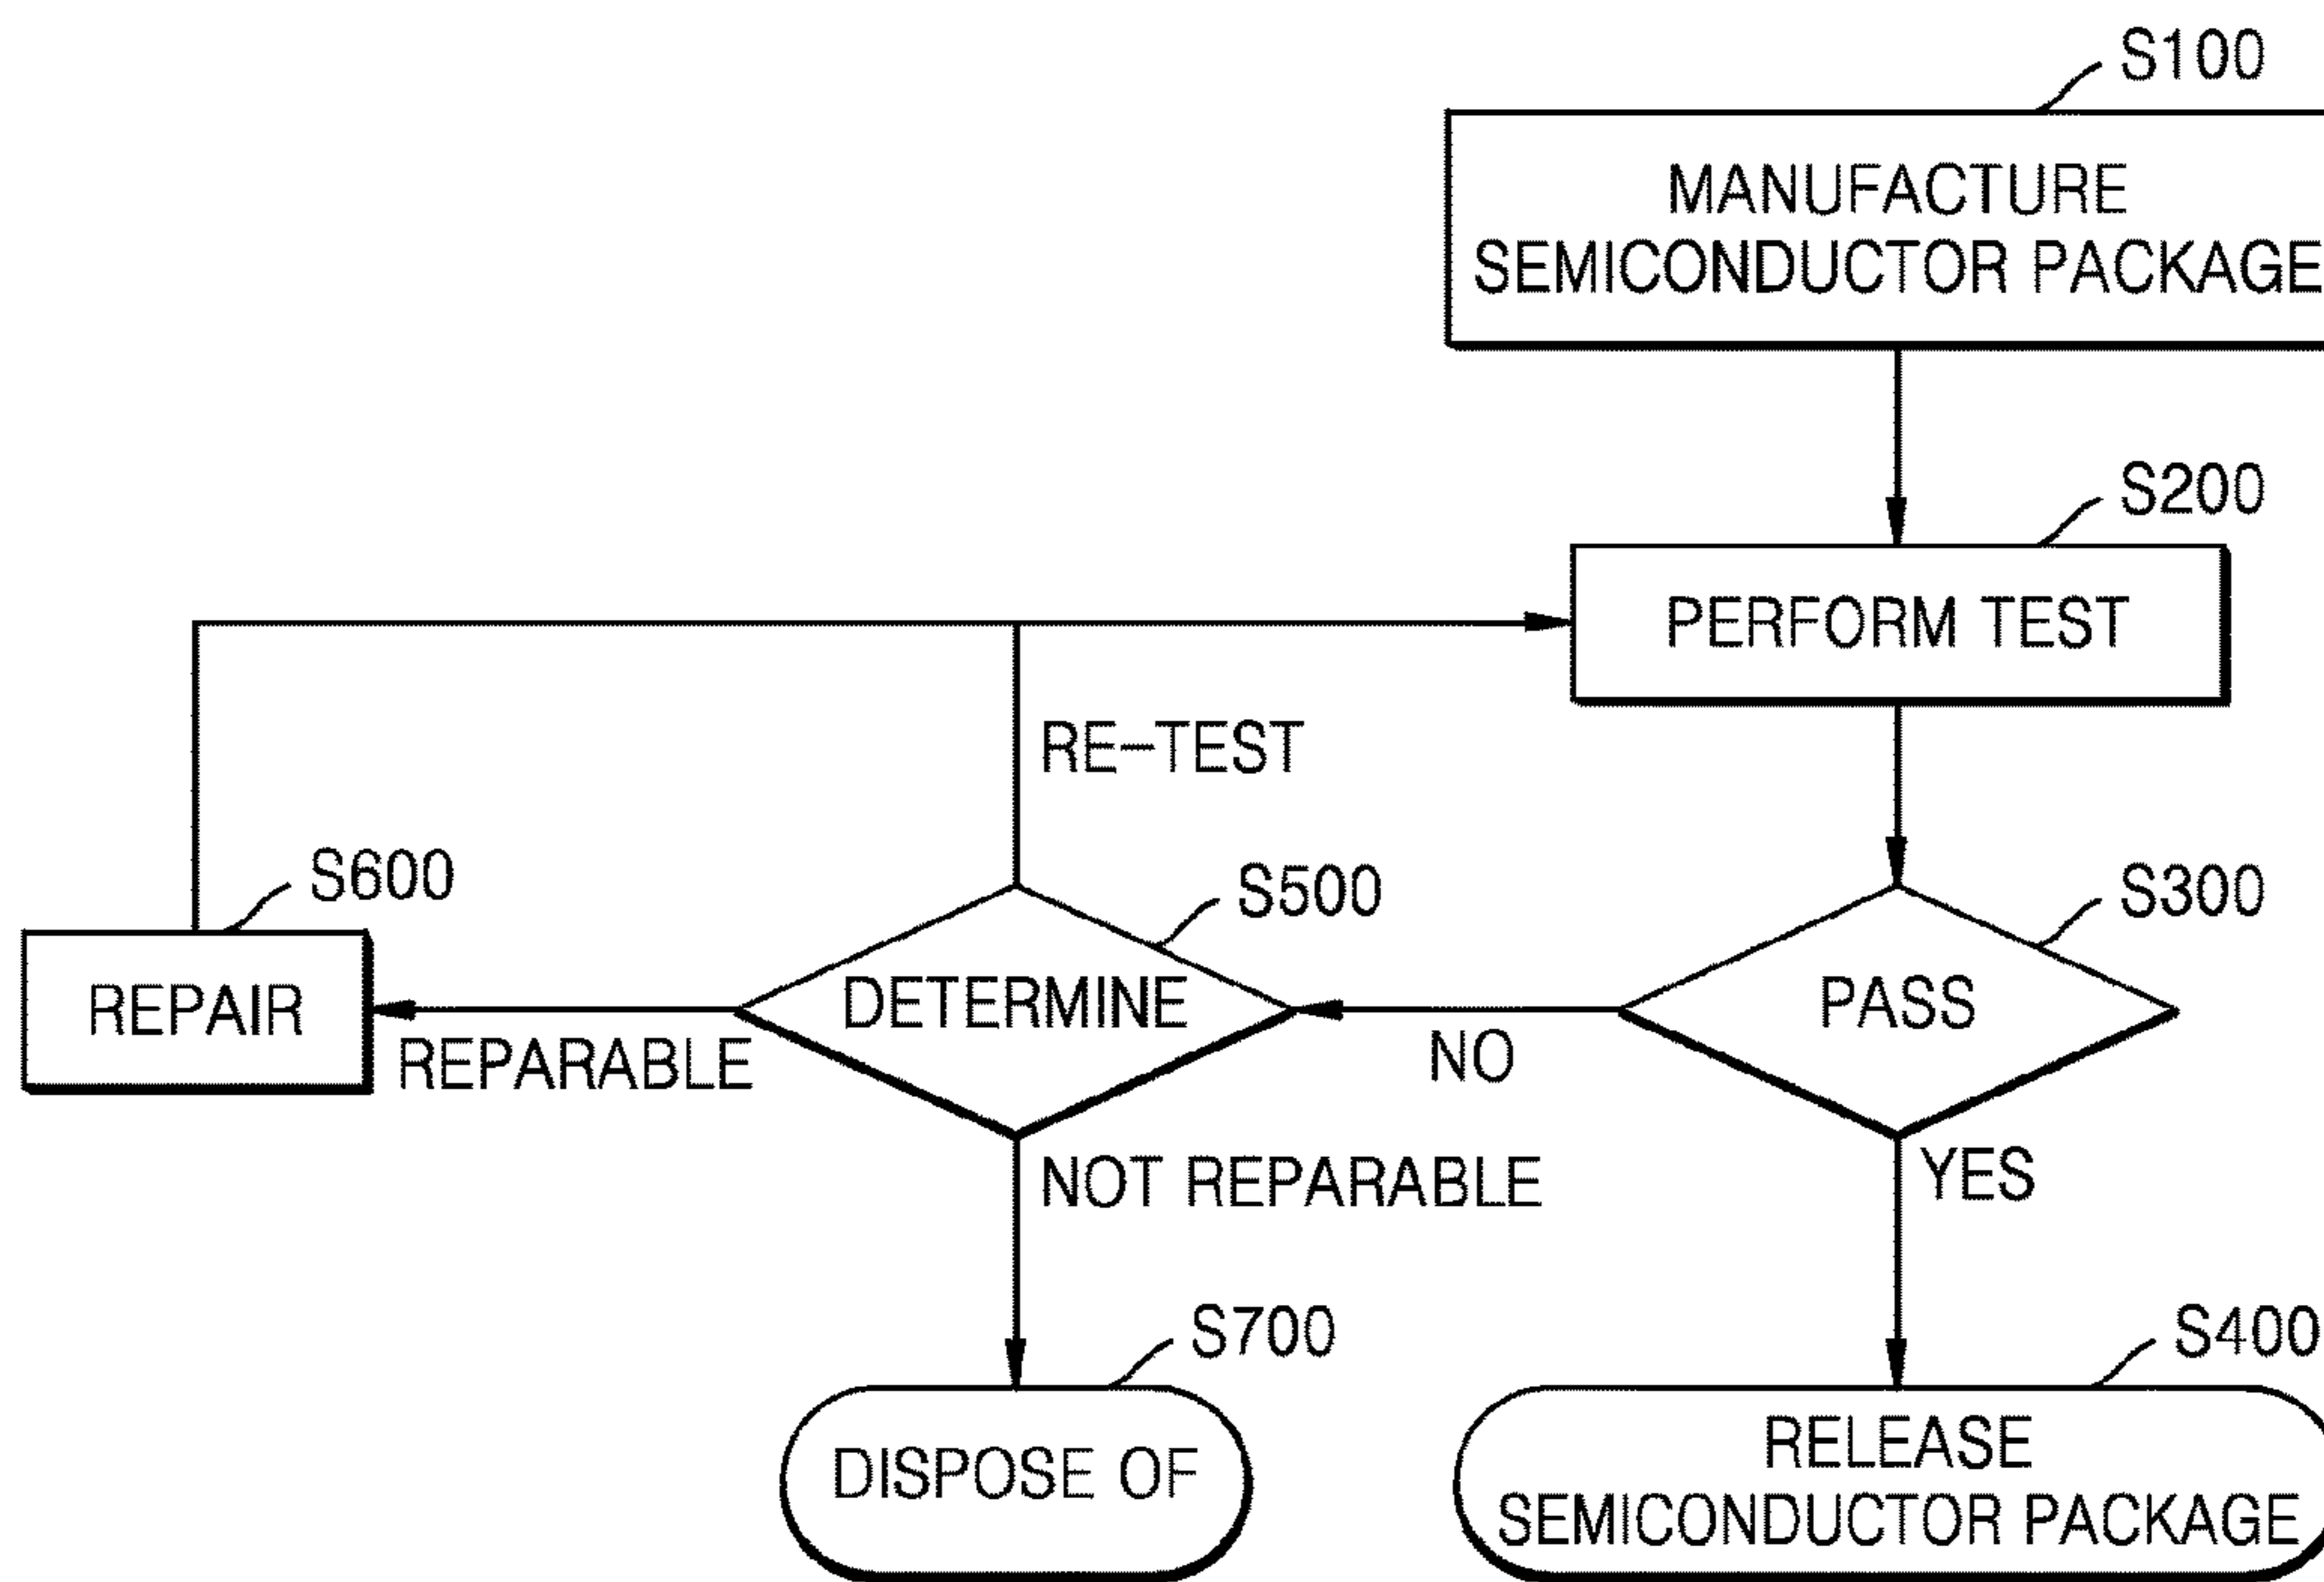 S100
MANUFACTURE
SEMICONDUCTOR PACKAGE
S200
PERFORM TEST
RE-TEST
S600
S500
S300
REPAIR
DETERMINE
PASS
REPARABLE
NO
NOT REPARABLE
YES
S700
S400
DISPOSE OF
RELEASE
SEMICONDUCTOR PACKAGE